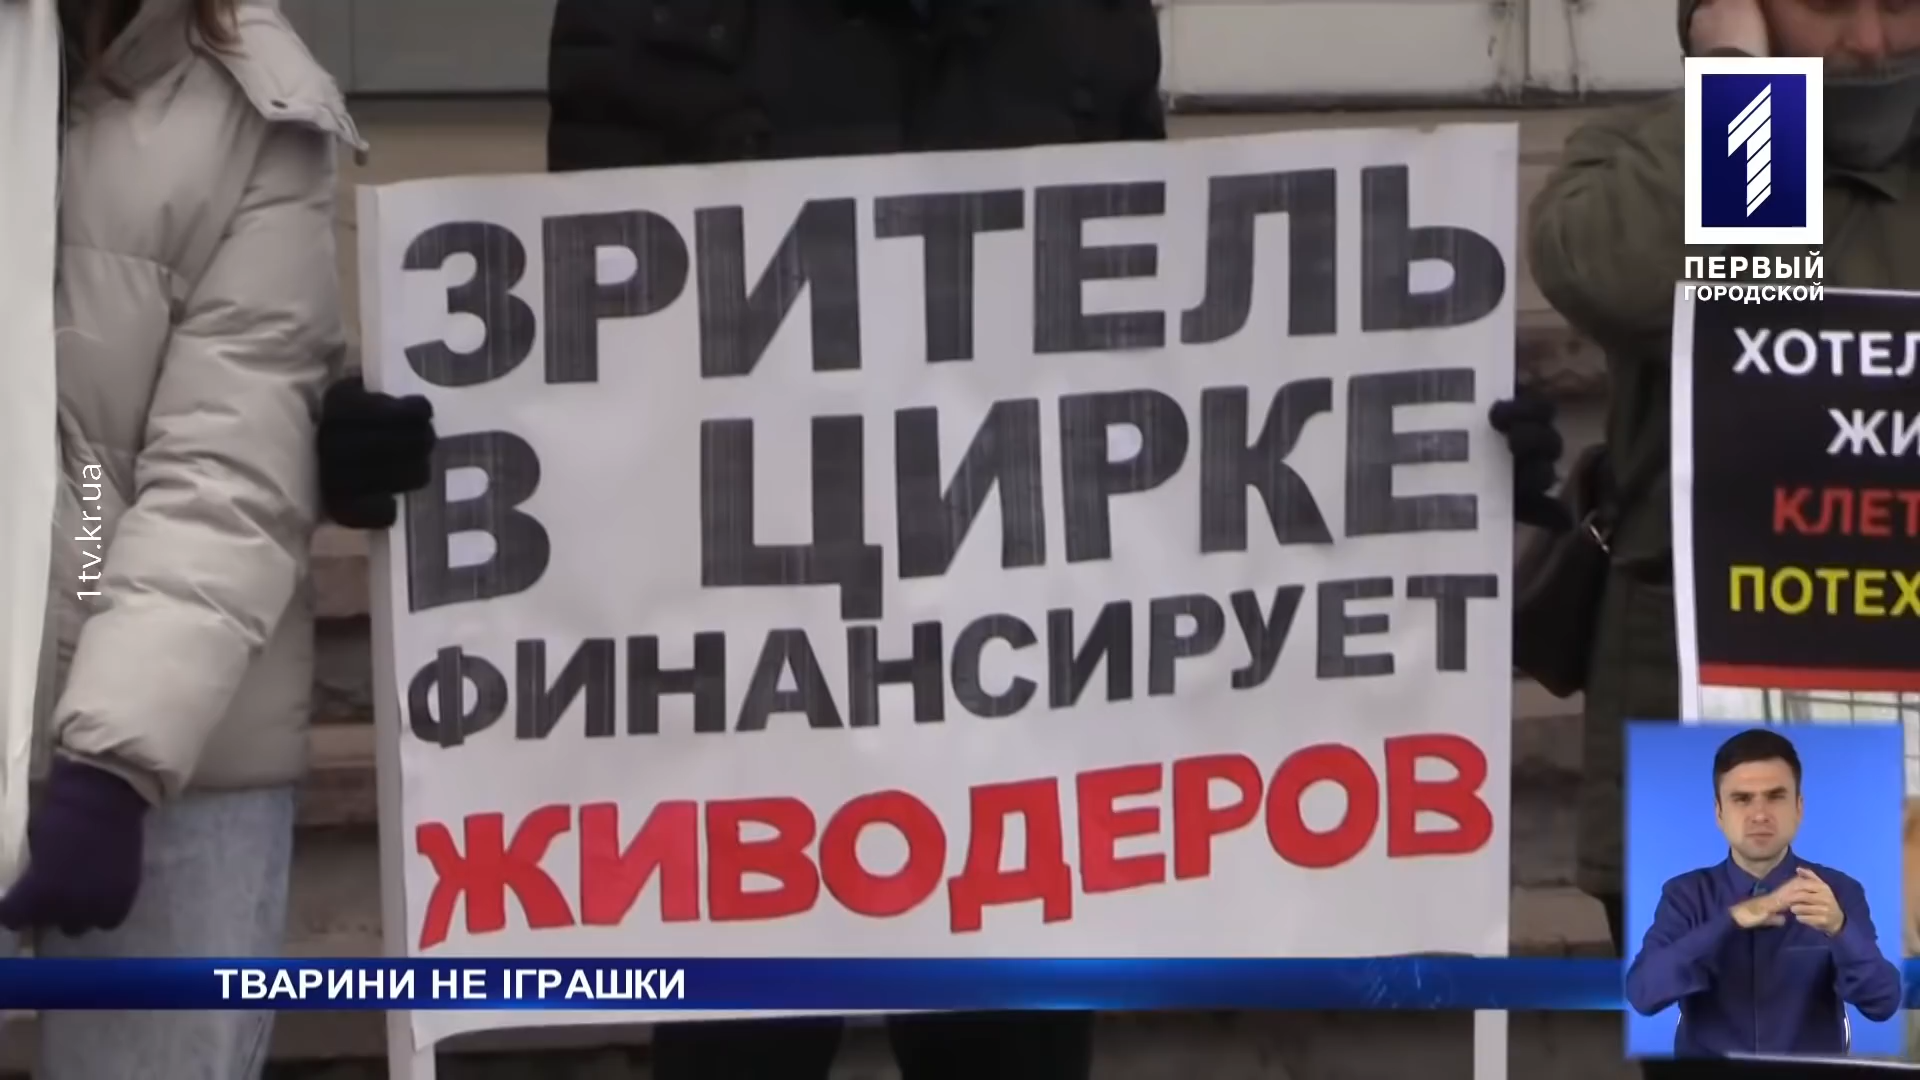 ЗРИТЕЛЬ
В ЦИРКЕ
ФИНАНСИРУЕТ
ЖИВОДЕРОВ
ПЕРВЫЙ
ГОРОДСКОЙ
1tv.kr.ua
ТВАРИНИ НЕ ІГРАШКИ